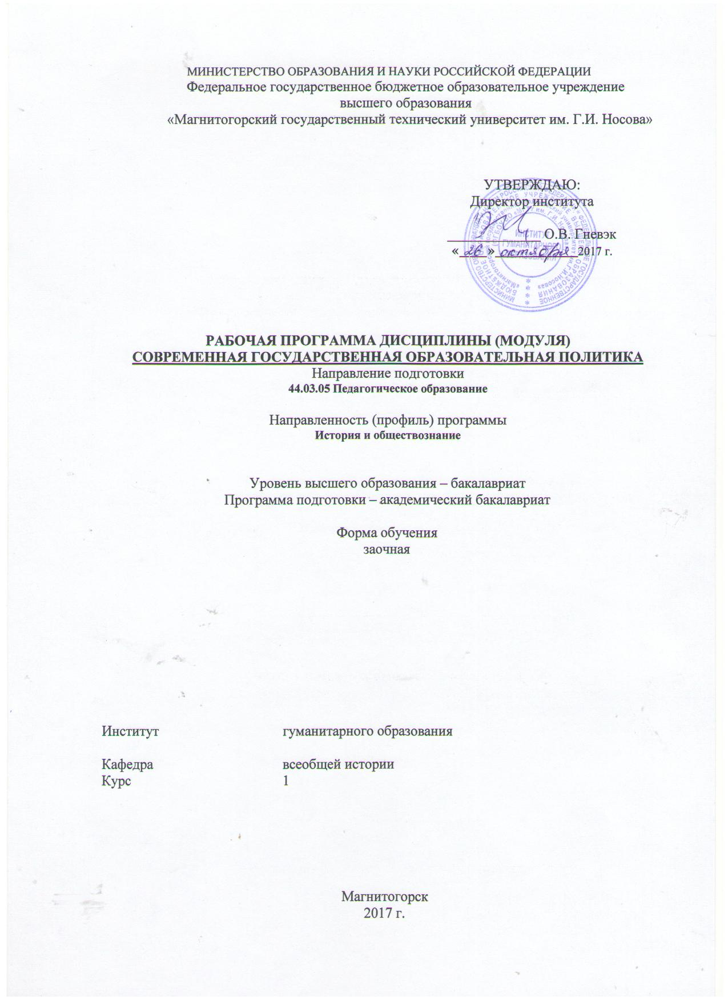 МИНИСТЕРСТВО ОБРАЗОВАНИЯ И НАУКИ РОССИЙСКОЙ ФЕДЕРАЦИИ
Федеральное государственное бюджетное образовательное учреждение
высшего образования
«Магнитогорский государственный технический университет им. Г.И. Носова»
УТВЕРЖДАЮ:
Директор института
О.В. Гневэк
«26» октября 2017 г.
ИНСТИТУТ
ГУМАНИТАРНОГО
ОБРАЗОВАНИЯ
РАБОЧАЯ ПРОГРАММА ДИСЦИПЛИНЫ (МОДУЛЯ)
СОВРЕМЕННАЯ ГОСУДАРСТВЕННАЯ ОБРАЗОВАТЕЛЬНАЯ ПОЛИТИКА
Направление подготовки
44.03.05 Педагогическое образование
Направленность (профиль) программы
История и обществознание
Уровень высшего образования – бакалавриат
Программа подготовки – академический бакалавриат
Форма обучения
заочная
Институт гуманитарного образования
Кафедра всеобщей истории
Курс 1
Магнитогорск
2017 г.